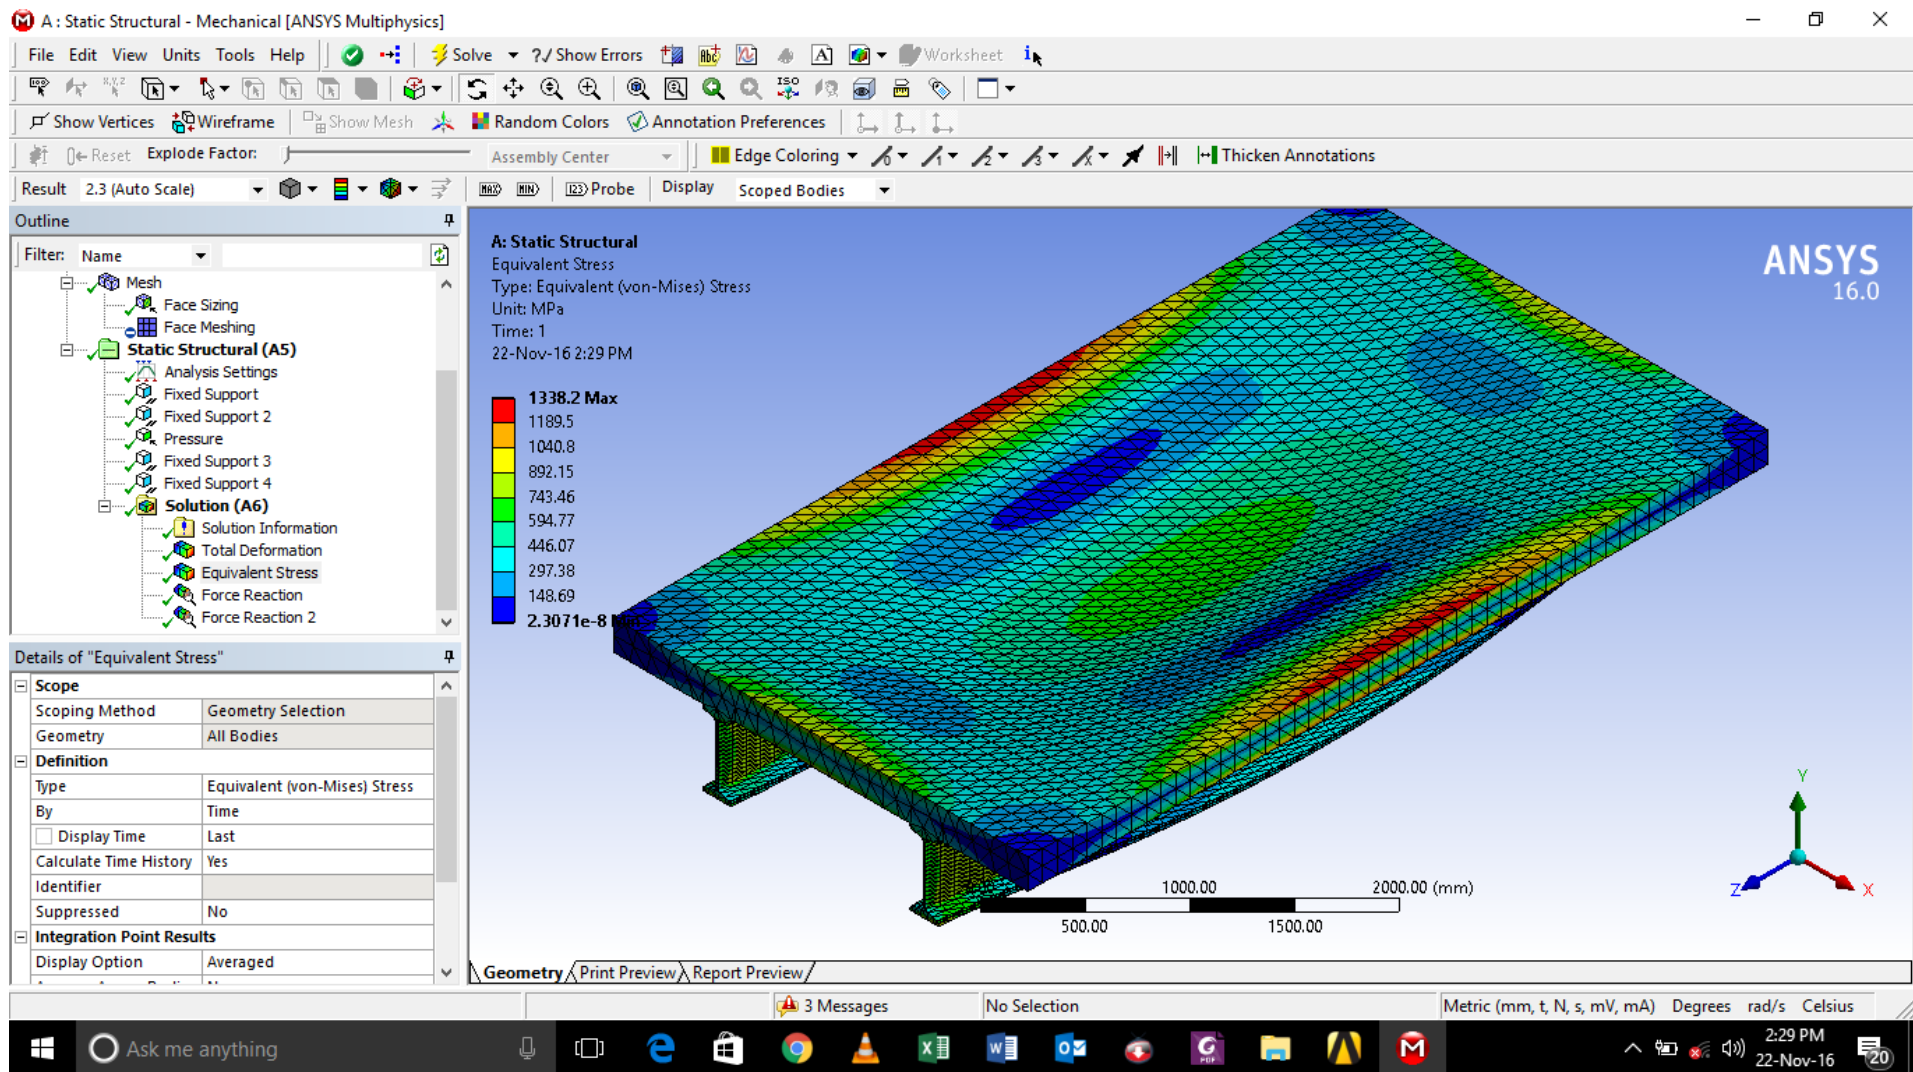 A : Static Structural - Mechanical [ANSYS Multiphysics]
File Edit View Units Tools Help Solve ?/ Show Errors Worksheet
Show Vertices Wireframe Show Mesh Random Colors Annotation Preferences
Reset Explode Factor: Assembly Center Edge Coloring Thicken Annotations
Result 2.3 (Auto Scale) MAX MIN 123 Probe Display Scoped Bodies
Outline
Filter: Name
Mesh
Face Sizing
Face Meshing
Static Structural (A5)
Analysis Settings
Fixed Support
Fixed Support 2
Pressure
Fixed Support 3
Fixed Support 4
Solution (A6)
Solution Information
Total Deformation
Equivalent Stress
Force Reaction
Force Reaction 2
Details of "Equivalent Stress"
Scope
Scoping Method Geometry Selection
Geometry All Bodies
Definition
Type Equivalent (von-Mises) Stress
By Time
Display Time Last
Calculate Time History Yes
Identifier
Suppressed No
Integration Point Results
Display Option Averaged
A: Static Structural
Equivalent Stress
Type: Equivalent (von-Mises) Stress
Unit: MPa
Time: 1
22-Nov-16 2:29 PM
1338.2 Max
1189.5
1040.8
892.15
743.46
594.77
446.07
297.38
148.69
2.3071e-8
ANSYS
16.0
1000.00 2000.00 (mm)
500.00 1500.00
Y
Z X
Geometry Print Preview Report Preview
3 Messages No Selection Metric (mm, t, N, s, mV, mA) Degrees rad/s Celsius
Ask me anything
2:29 PM
22-Nov-16
20